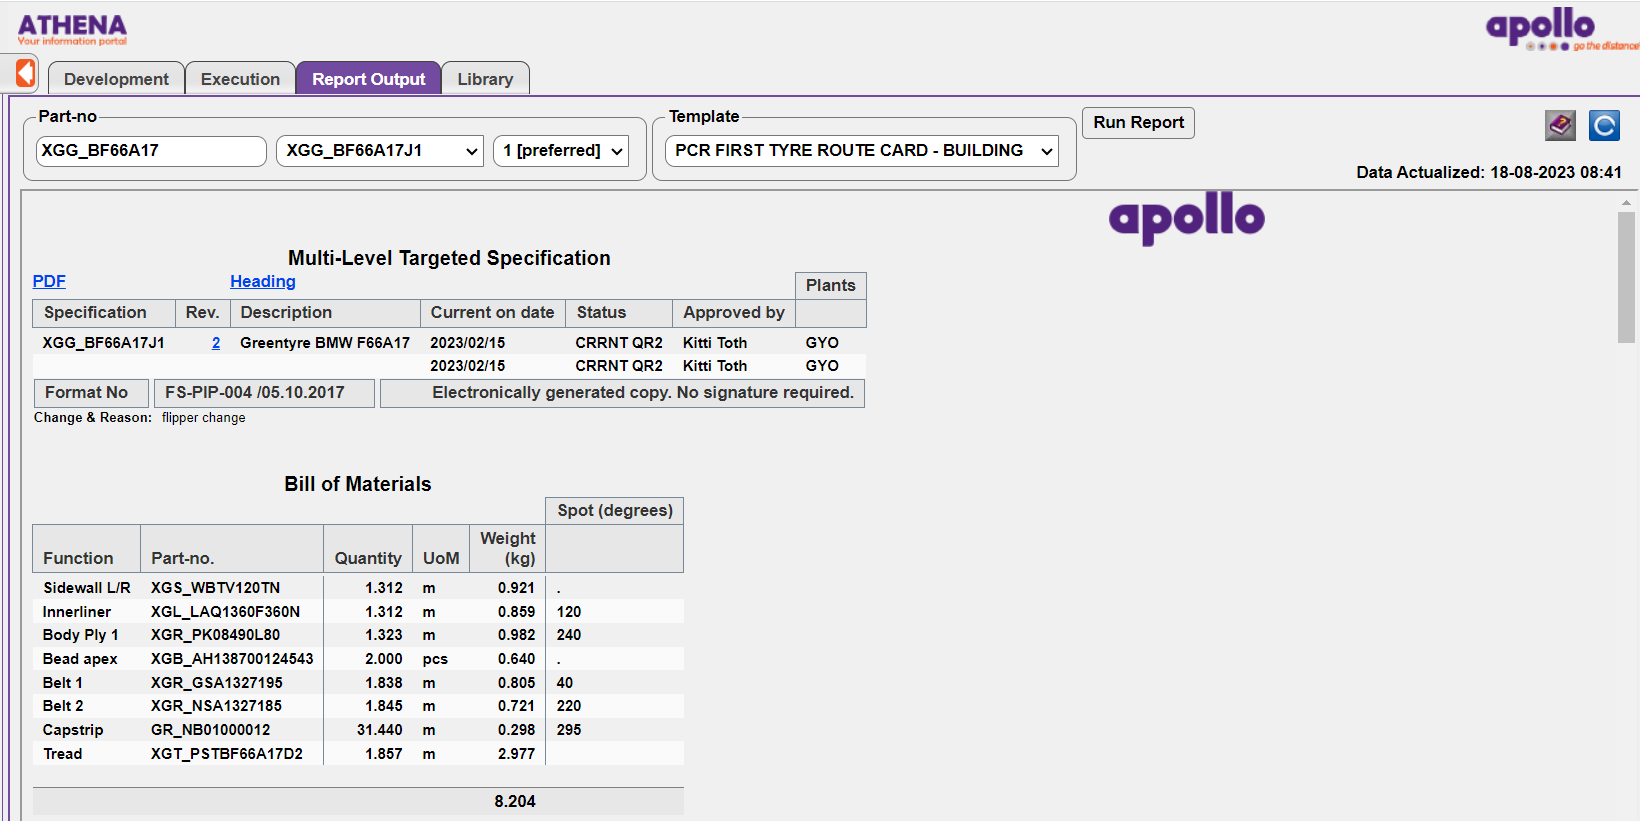 ATHENA
Your information portal
apollo
go the distance
Development Execution Report Output Library
Part-no
XGG_BF66A17 XGG_BF66A17J1 1 [preferred]
Template
PCR FIRST TYRE ROUTE CARD - BUILDING
Run Report
Data Actualized: 18-08-2023 08:41
apollo
Multi-Level Targeted Specification
PDF Heading Plants
Specification Rev. Description Current on date Status Approved by
XGG_BF66A17J1 2 Greentyre BMW F66A17 2023/02/15 CRRNT QR2 Kitti Toth GYO
2023/02/15 CRRNT QR2 Kitti Toth GYO
Format No FS-PIP-004 /05.10.2017 Electronically generated copy. No signature required.
Change & Reason: flipper change
Bill of Materials
Spot (degrees)
Function Part-no. Quantity UoM Weight (kg)
Sidewall L/R XGS_WBTV120TN 1.312 m 0.921 .
Innerliner XGL_LAQ1360F360N 1.312 m 0.859 120
Body Ply 1 XGR_PK08490L80 1.323 m 0.982 240
Bead apex XGB_AH138700124543 2.000 pcs 0.640 .
Belt 1 XGR_GSA1327195 1.838 m 0.805 40
Belt 2 XGR_NSA1327185 1.845 m 0.721 220
Capstrip GR_NB01000012 31.440 m 0.298 295
Tread XGT_PSTBF66A17D2 1.857 m 2.977
8.204